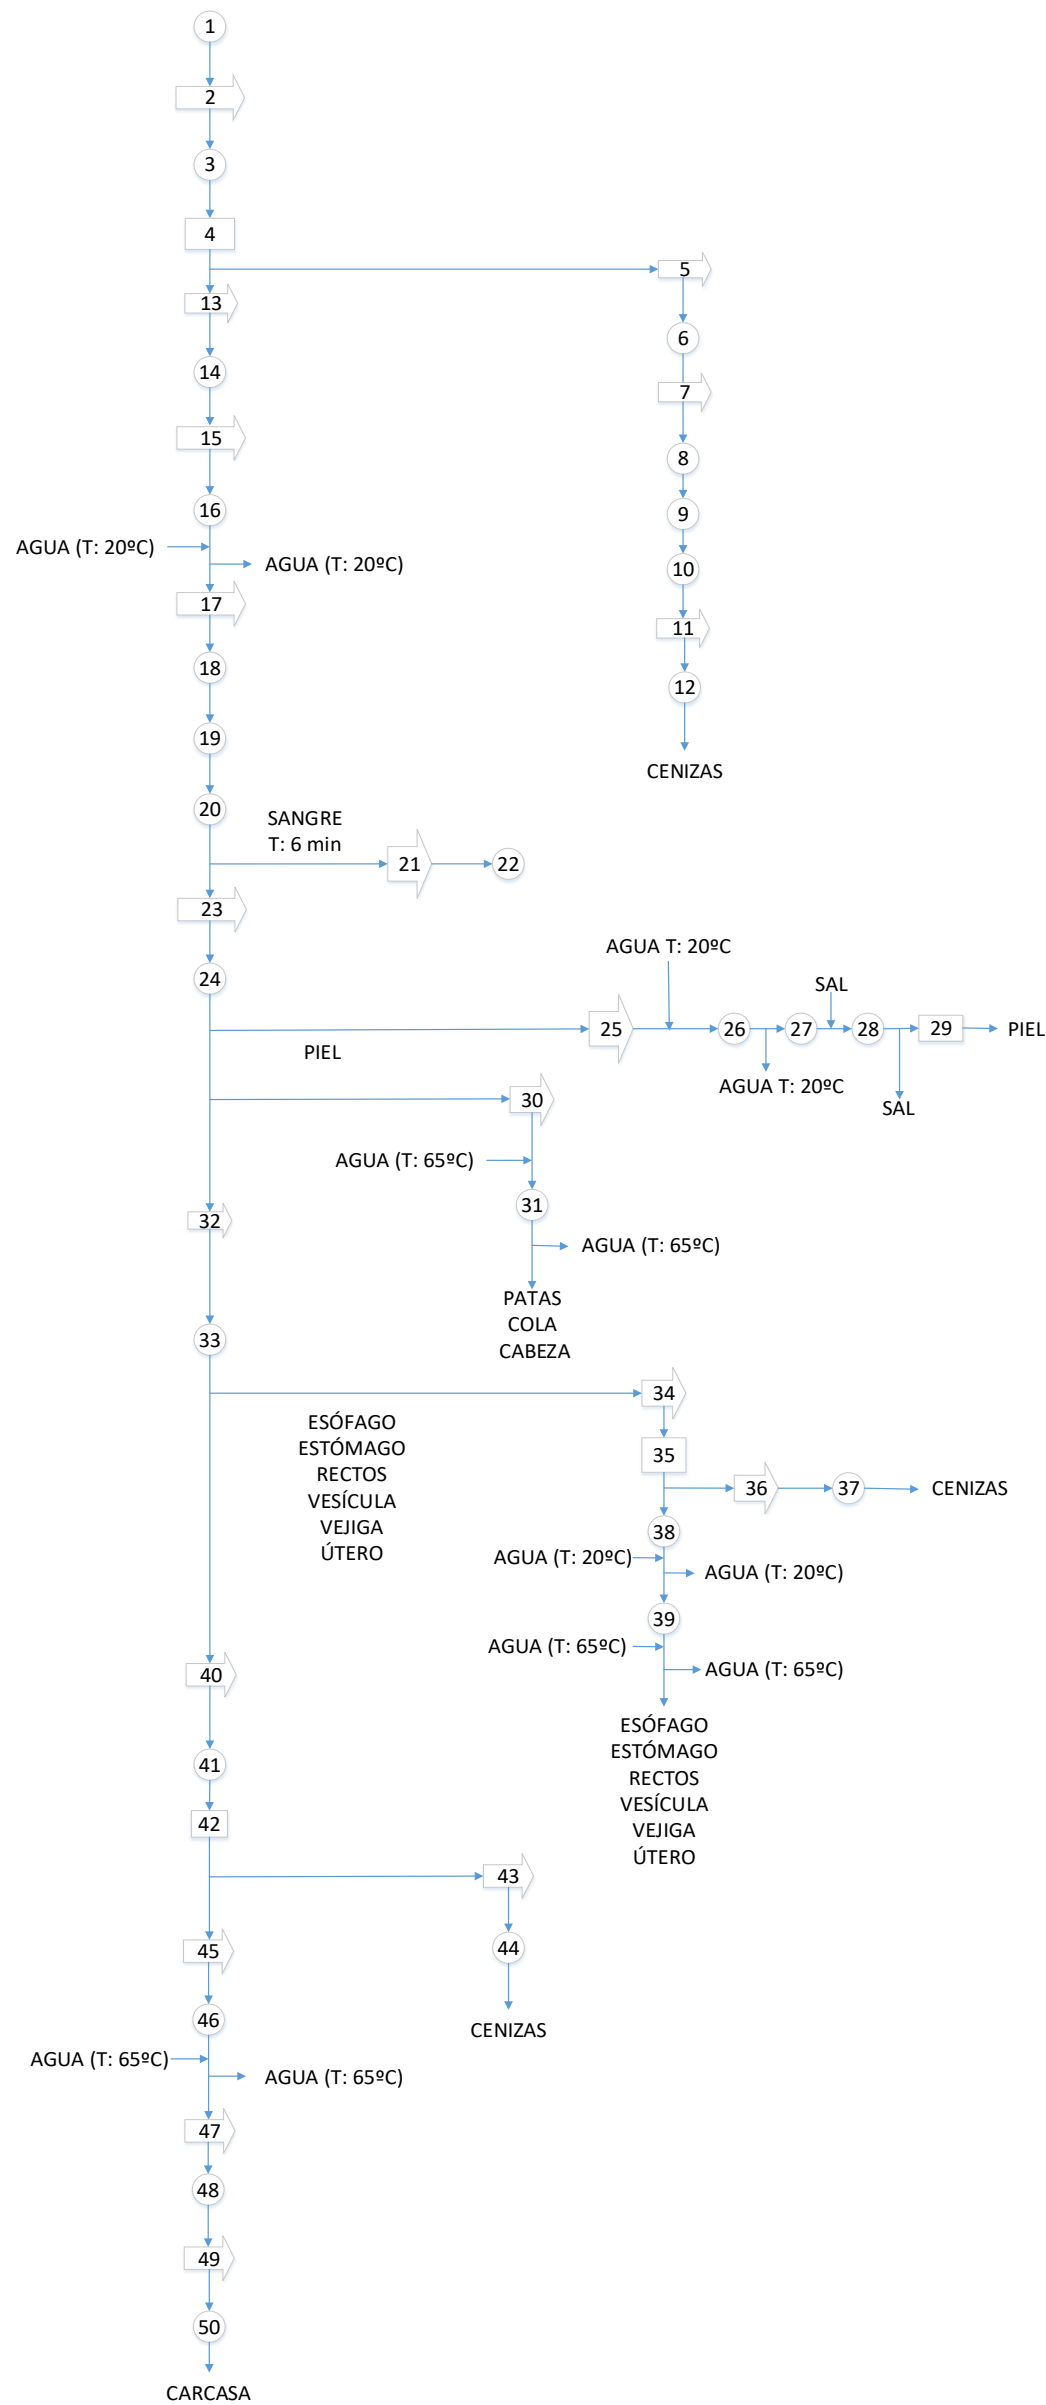 1
2
3
4
5
13
6
14
7
15
8
16
9
AGUA (T: 20ºC)
AGUA (T: 20ºC)
10
17
11
18
12
19
CENIZAS
20
SANGRE
T: 6 min
21
22
23
AGUA T: 20ºC
24
SAL
25
26
27
28
29
PIEL
PIEL
AGUA T: 20ºC
30
SAL
AGUA (T: 65ºC)
31
32
AGUA (T: 65ºC)
PATAS
COLA
CABEZA
33
34
ESÓFAGO
ESTÓMAGO
RECTOS
VESÍCULA
VEJIGA
ÚTERO
35
36
37
CENIZAS
38
AGUA (T: 20ºC)
AGUA (T: 20ºC)
39
AGUA (T: 65ºC)
AGUA (T: 65ºC)
40
ESÓFAGO
ESTÓMAGO
RECTOS
VESÍCULA
VEJIGA
ÚTERO
41
42
43
44
45
CENIZAS
46
AGUA (T: 65ºC)
AGUA (T: 65ºC)
47
48
49
50
CARCASA